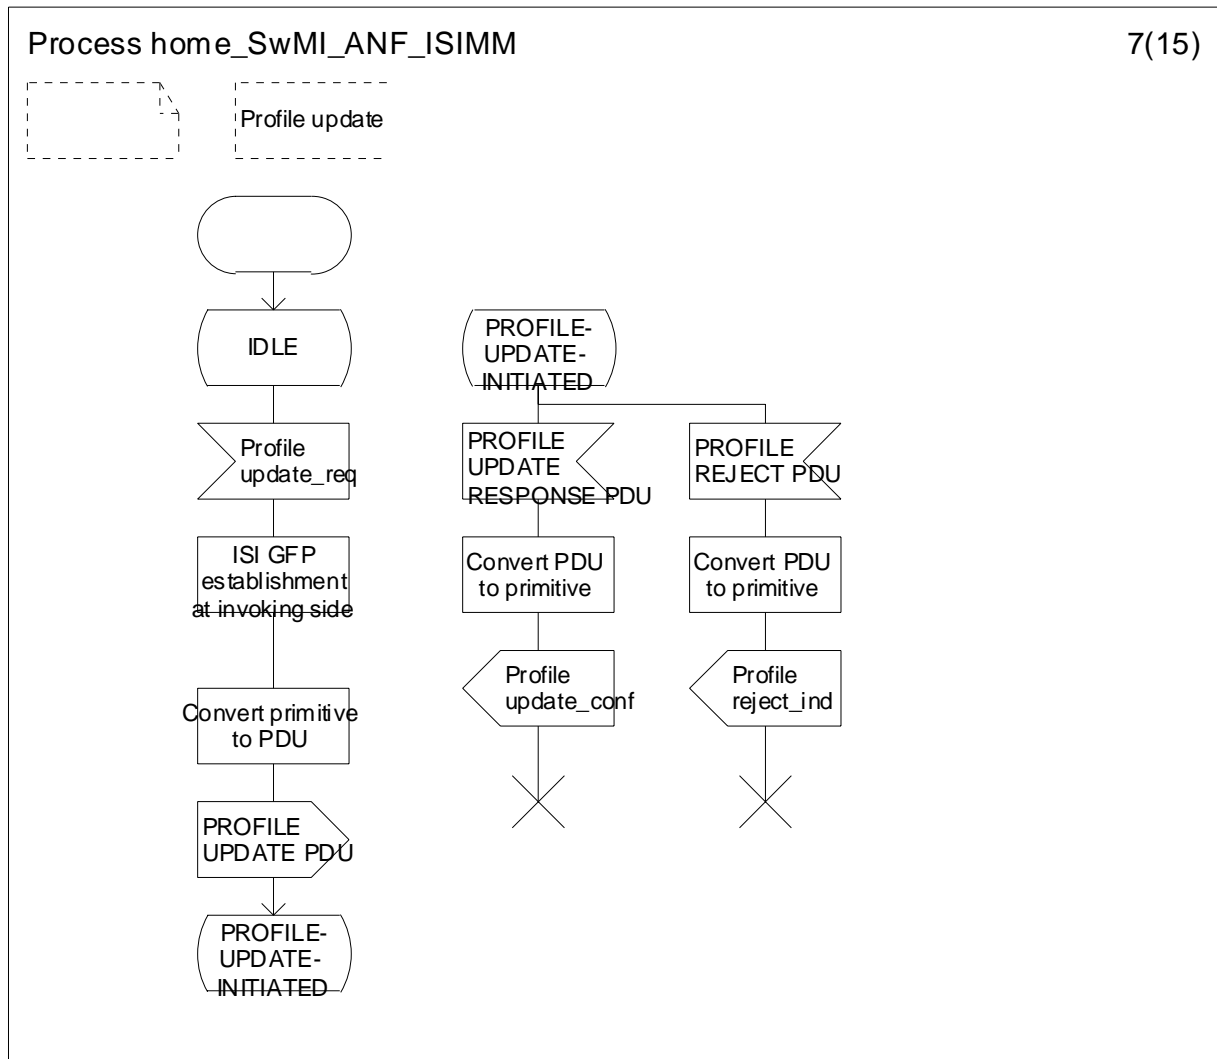 Process home_SwMI_ANF_ISIMM
7(15)
Profile update
IDLE
Profile
update_req
ISI GFP
establishment
at invoking side
Convert primitive
to PDU
PROFILE
UPDATE PDU
PROFILE-
UPDATE-
INITIATED
PROFILE-
UPDATE-
INITIATED
PROFILE
UPDATE
RESPONSE PDU
Convert PDU
to primitive
Profile
update_conf
PROFILE
REJECT PDU
Convert PDU
to primitive
Profile
reject_ind